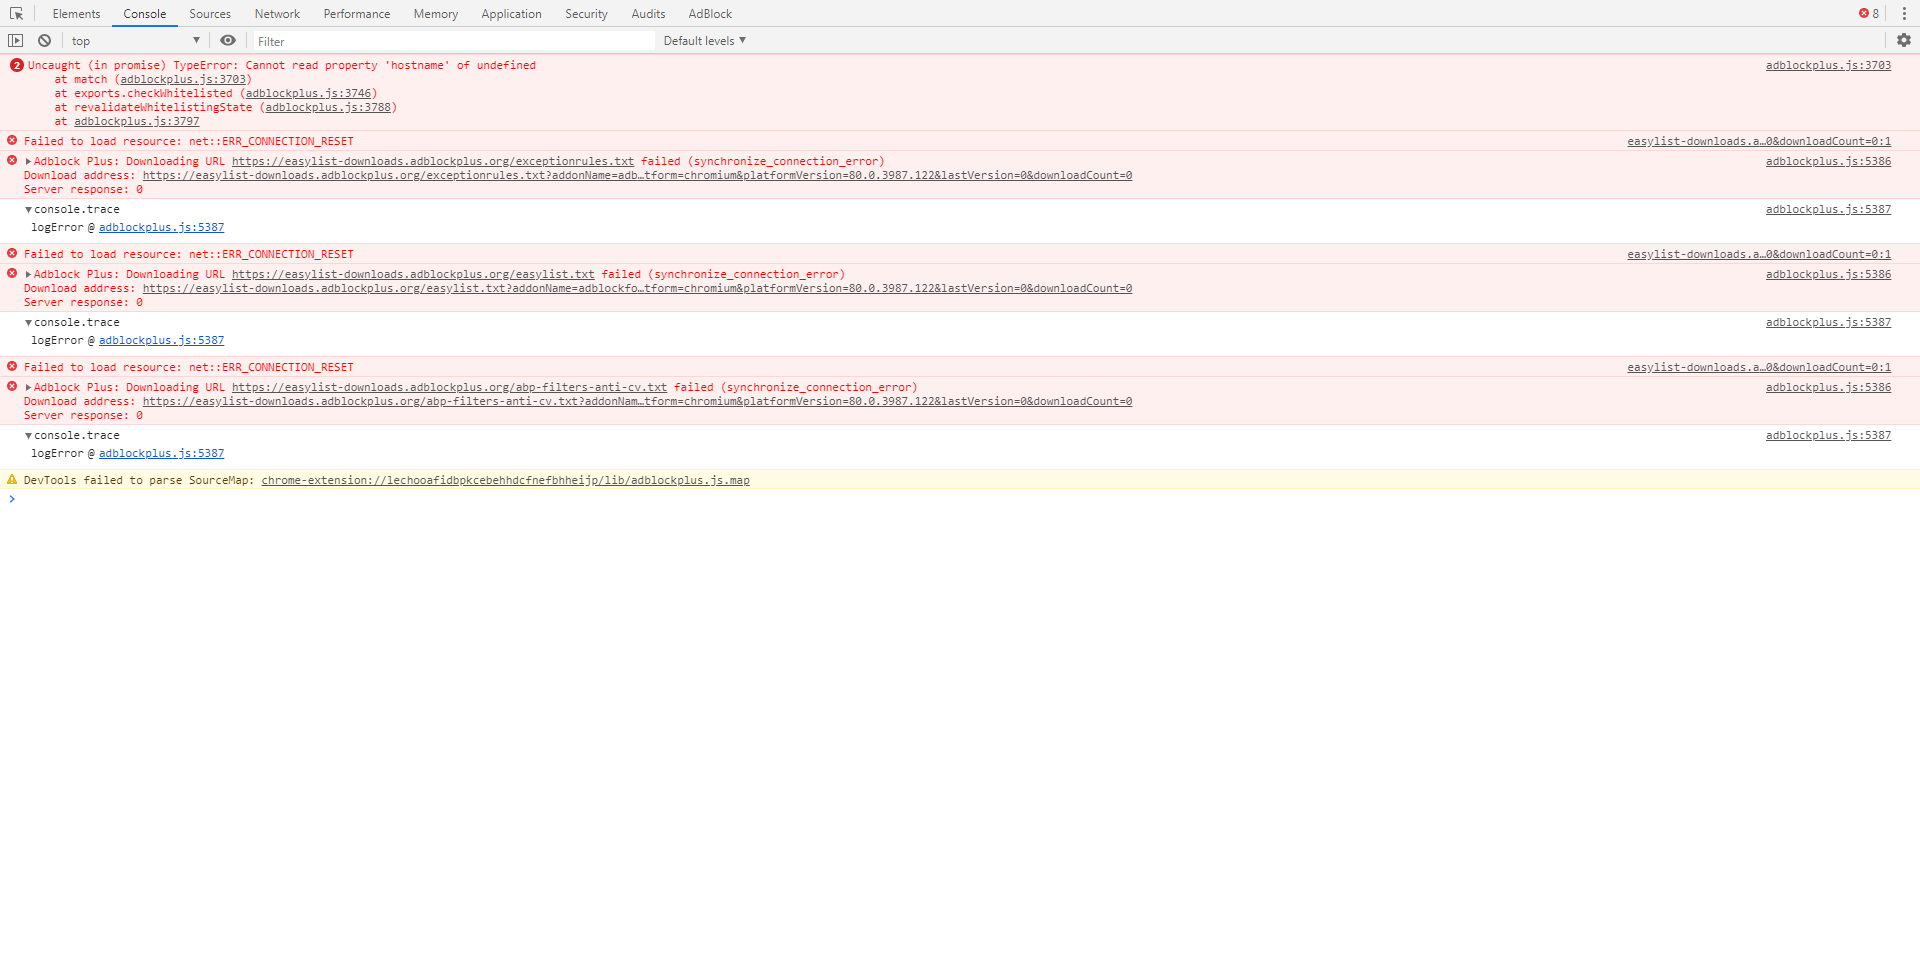 Elements Console Sources Network Performance Memory Application Security Audits AdBlock 8
top Filter Default levels
2 Uncaught (in promise) TypeError: Cannot read property 'hostname' of undefined adblockplus.js:3703
at match (adblockplus.js:3703)
at exports.checkWhitelisted (adblockplus.js:3746)
at revalidateWhitelistingState (adblockplus.js:3788)
at adblockplus.js:3797
Failed to load resource: net::ERR_CONNECTION_RESET easylist-downloads.a…0&downloadCount=0:1
Adblock Plus: Downloading URL https://easylist-downloads.adblockplus.org/exceptionrules.txt failed (synchronize_connection_error) adblockplus.js:5386
Download address: https://easylist-downloads.adblockplus.org/exceptionrules.txt?addonName=adb…tform=chromium&platformVersion=80.0.3987.122&lastVersion=0&downloadCount=0
Server response: 0
console.trace adblockplus.js:5387
logError @ adblockplus.js:5387
Failed to load resource: net::ERR_CONNECTION_RESET easylist-downloads.a…0&downloadCount=0:1
Adblock Plus: Downloading URL https://easylist-downloads.adblockplus.org/easylist.txt failed (synchronize_connection_error) adblockplus.js:5386
Download address: https://easylist-downloads.adblockplus.org/easylist.txt?addonName=adblockfo…tform=chromium&platformVersion=80.0.3987.122&lastVersion=0&downloadCount=0
Server response: 0
console.trace adblockplus.js:5387
logError @ adblockplus.js:5387
Failed to load resource: net::ERR_CONNECTION_RESET easylist-downloads.a…0&downloadCount=0:1
Adblock Plus: Downloading URL https://easylist-downloads.adblockplus.org/abp-filters-anti-cv.txt failed (synchronize_connection_error) adblockplus.js:5386
Download address: https://easylist-downloads.adblockplus.org/abp-filters-anti-cv.txt?addonNam…tform=chromium&platformVersion=80.0.3987.122&lastVersion=0&downloadCount=0
Server response: 0
console.trace adblockplus.js:5387
logError @ adblockplus.js:5387
DevTools failed to parse SourceMap: chrome-extension://lechooafidbpkcebehhdcfnefbhheijp/lib/adblockplus.js.map